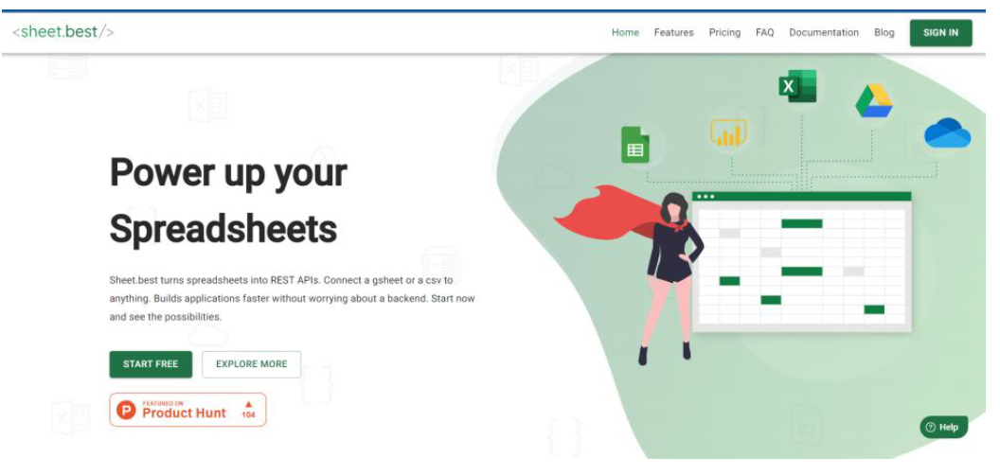 <sheet.best/>
Home Features Pricing FAQ Documentation Blog SIGN IN
Power up your
Spreadsheets
Sheet.best turns spreadsheets into REST APIs. Connect a gsheet or a csv to
anything. Builds applications faster without worrying about a backend. Start now
and see the possibilities.
START FREE EXPLORE MORE
FEATURED ON
Product Hunt 104
Help